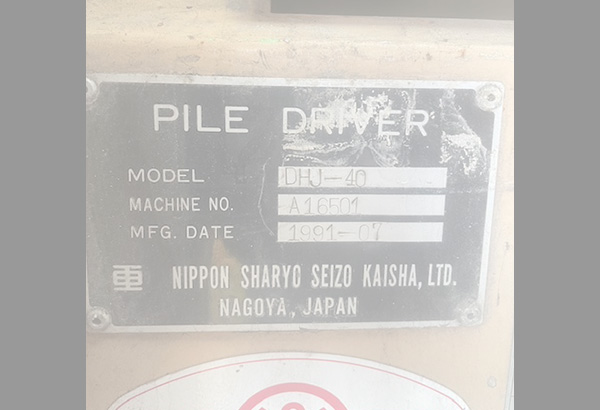 PILE DRIVER
MODEL DHJ-40
MACHINE NO. A16501
MFG. DATE 1991-07
NIPPON SHARYO SEIZO KAISHA, LTD.
NAGOYA, JAPAN